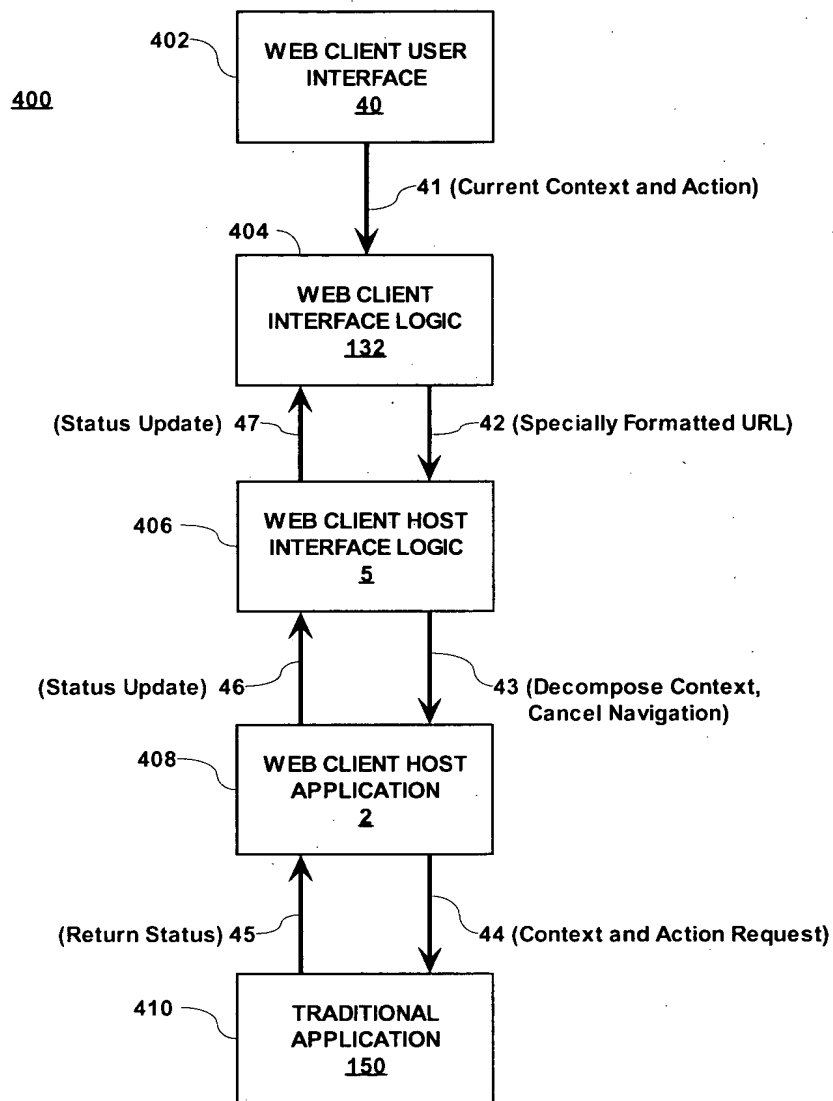 402
WEB CLIENT USER
INTERFACE
40
400
41 (Current Context and Action)
404
WEB CLIENT
INTERFACE LOGIC
132
(Status Update) 47
42 (Specially Formatted URL)
406
WEB CLIENT HOST
INTERFACE LOGIC
5
(Status Update) 46
43 (Decompose Context,
Cancel Navigation)
408
WEB CLIENT HOST
APPLICATION
2
(Return Status) 45
44 (Context and Action Request)
410
TRADITIONAL
APPLICATION
150